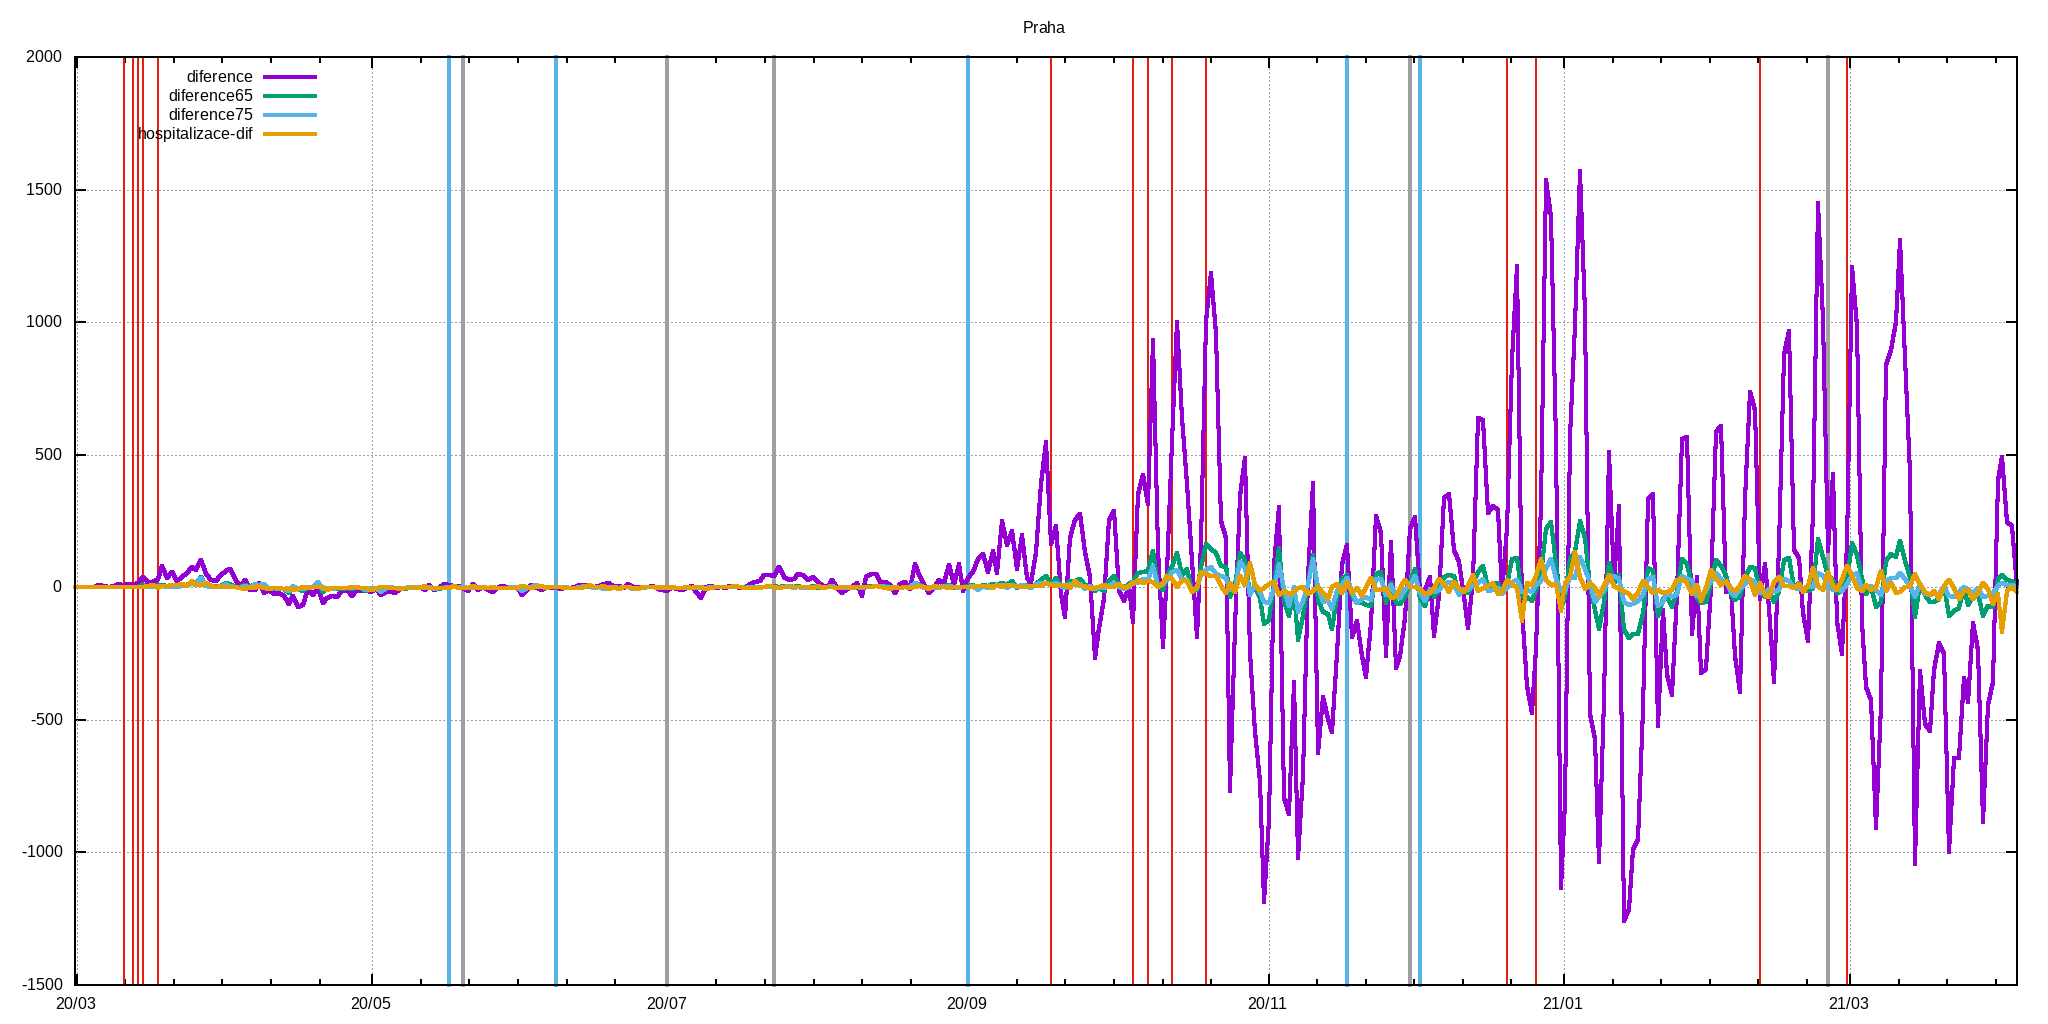 Praha
2000
diference
diference65
diference75
hospitalizace-dif
1500
1000
500
0
-500
-1000
-1500
20/03 20/05 20/07 20/09 20/11 21/01 21/03